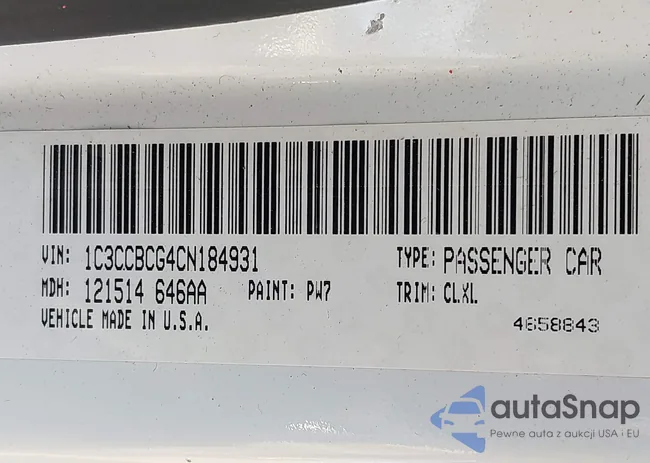 VIN: 1C3CCBCG4CN184931 TYPE: PASSENGER CAR
MDH: 121514 646AA PAINT: PW7 TRIM: CLXL
VEHICLE MADE IN U.S.A. 4658843
autaSnap
Pewne auta z aukcji USA i EU